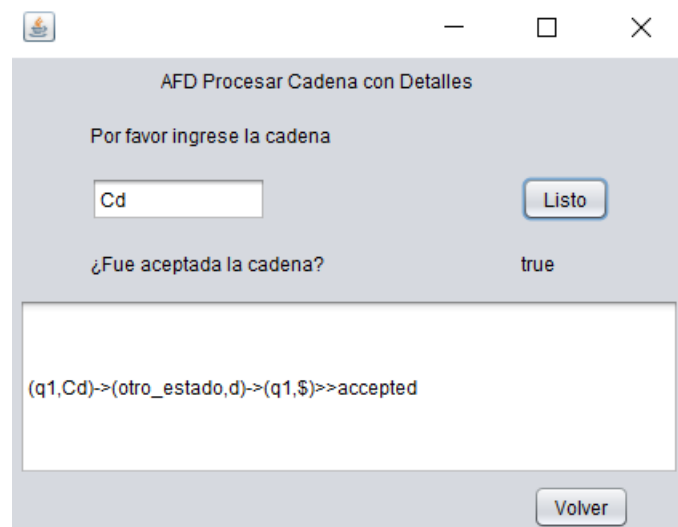 AFD Procesar Cadena con Detalles
Por favor ingrese la cadena
Cd
Listo
¿Fue aceptada la cadena?
true
(q1,Cd)->(otro_estado,d)->(q1,$)>>accepted
Volver